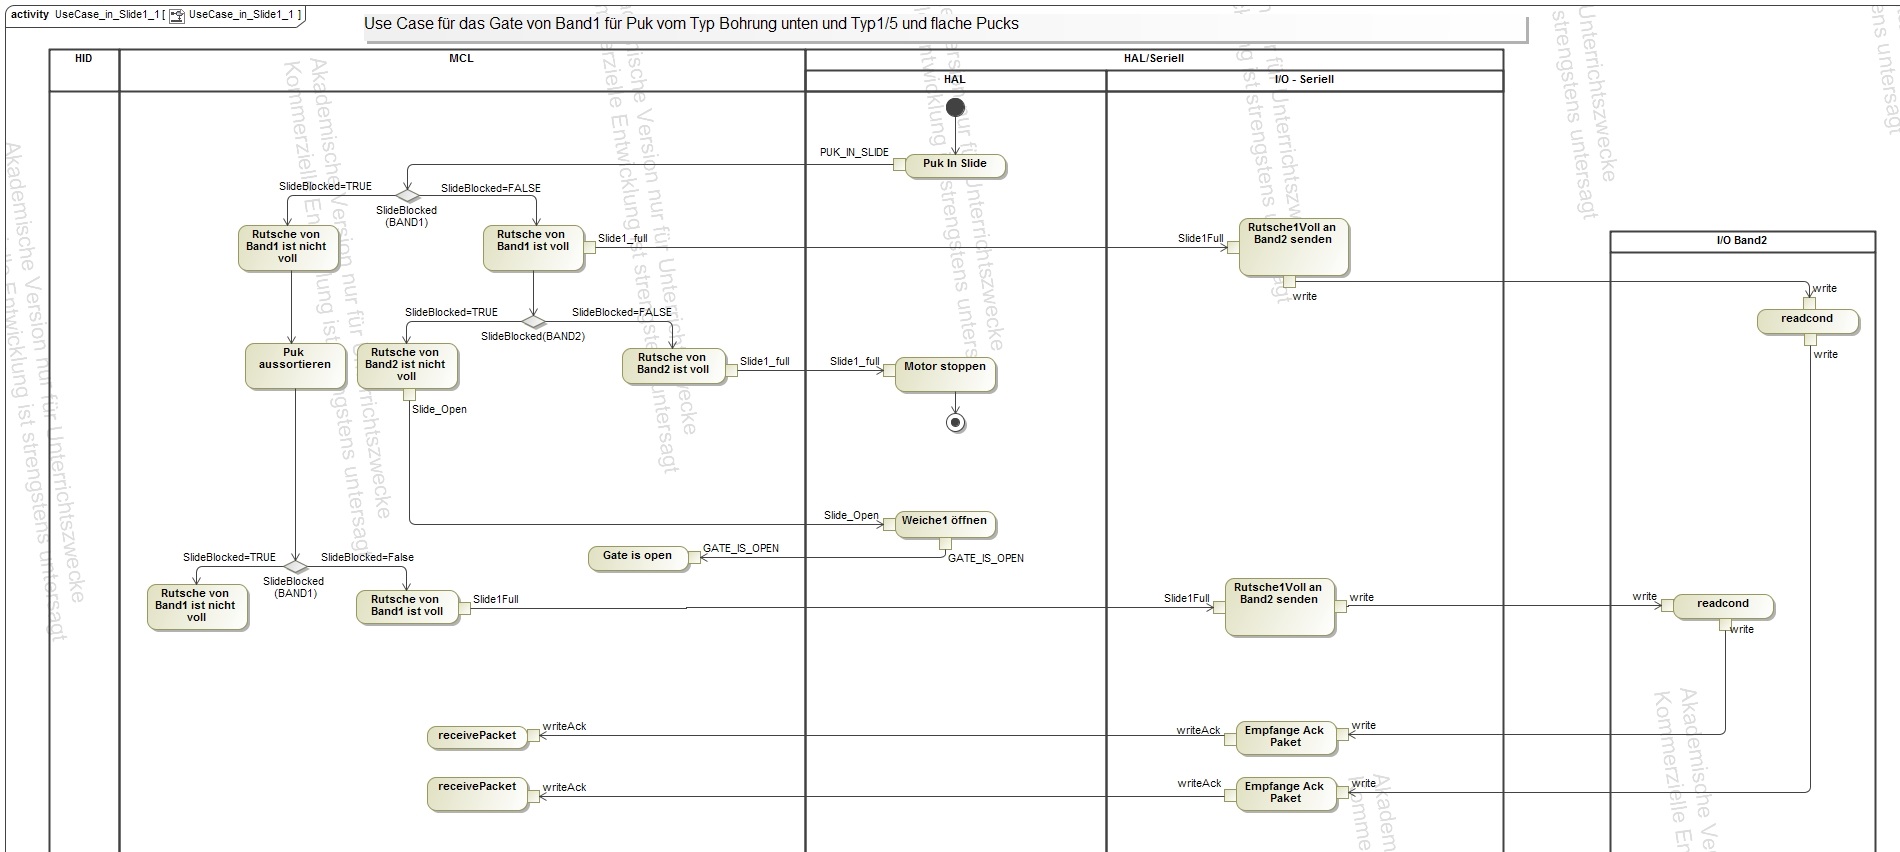 activity UseCase_in_Slide1_1 [ UseCase_in_Slide1_1 ]
Use Case für das Gate von Band1 für Puk vom Typ Bohrung unten und Typ1/5 und flache Pucks
HID
MCL
HAL/Seriell
HAL
I/O - Seriell
I/O Band2
PUK_IN_SLIDE
Puk In Slide
SlideBlocked=TRUE
SlideBlocked=FALSE
SlideBlocked
(BAND1)
Rutsche von
Band1 ist nicht
voll
Rutsche von
Band1 ist voll
Slide1_full
Slide1Full
Rutsche1Voll an
Band2 senden
write
write
readcond
write
SlideBlocked=TRUE
SlideBlocked=FALSE
SlideBlocked(BAND2)
Puk
aussortieren
Rutsche von
Band2 ist nicht
voll
Rutsche von
Band2 ist voll
Slide1_full
Slide1_full
Motor stoppen
Slide_Open
Slide_Open
Weiche1 öffnen
Gate is open
GATE_IS_OPEN
GATE_IS_OPEN
SlideBlocked=TRUE
SlideBlocked=False
SlideBlocked
(BAND1)
Rutsche von
Band1 ist nicht
voll
Rutsche von
Band1 ist voll
Slide1Full
Slide1Full
Rutsche1Voll an
Band2 senden
write
write
readcond
write
receivePacket
writeAck
writeAck
Empfange Ack
Paket
write
receivePacket
writeAck
writeAck
Empfange Ack
Paket
write
Akademische Version nur für Unterrichtszwecke
Kommerzielle Entwicklung ist strengstens untersagt